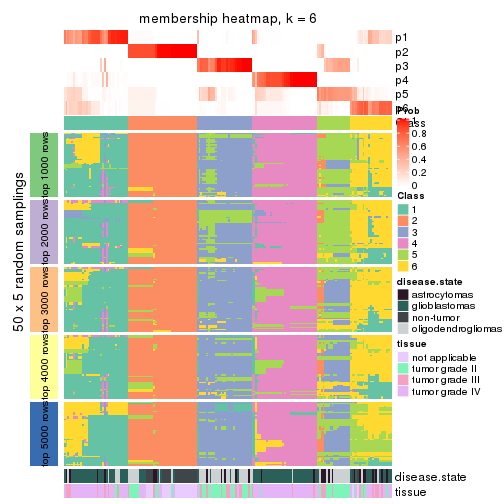 membership heatmap, k = 6
p1
p2
p3
p4
p5
p6
Prob
1
0.8
0.6
0.4
0.2
0
Class
Class
1
2
3
4
5
6
disease.state
astrocytomas
glioblastomas
non-tumor
oligodendrogliomas
tissue
not applicable
tumor grade II
tumor grade III
tumor grade IV
50 x 5 random samplings
top 1000 rows
top 2000 rows
top 3000 rows
top 4000 rows
top 5000 rows
disease.state
tissue